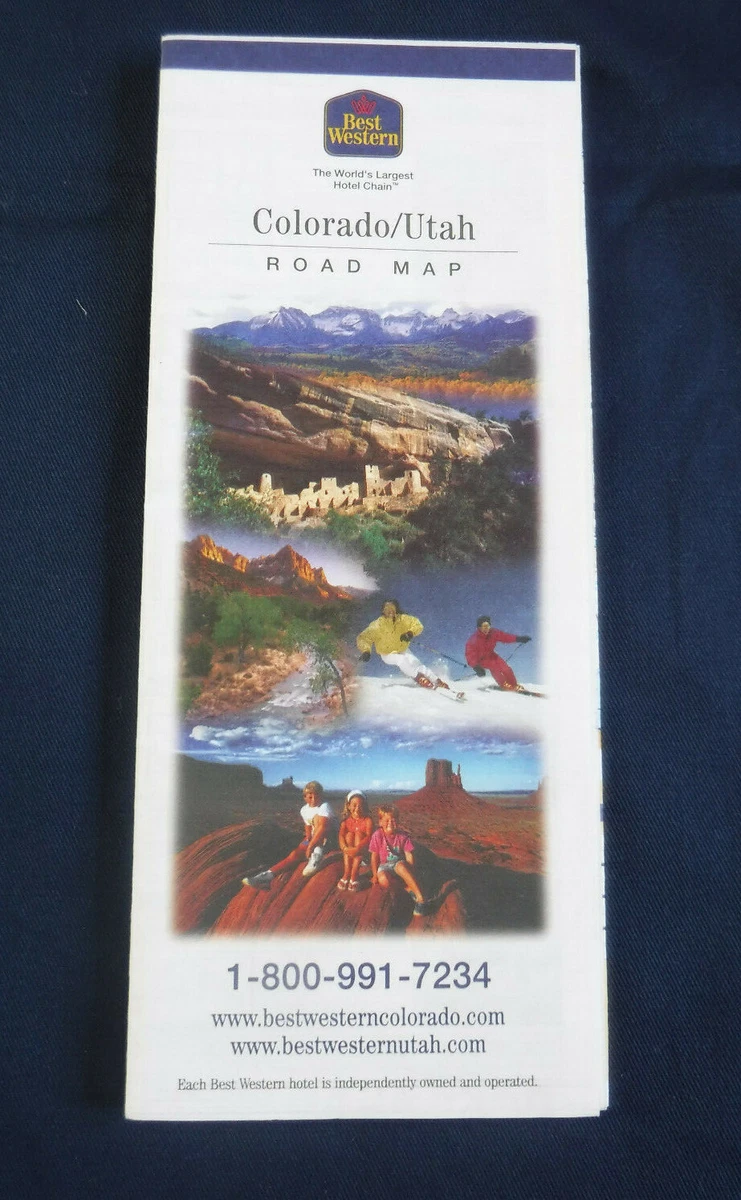 Best
Western
The World's Largest
Hotel Chain™
Colorado/Utah
ROAD MAP
1-800-991-7234
www.bestwesterncolorado.com
www.bestwesternutah.com
Each Best Western hotel is independently owned and operated.